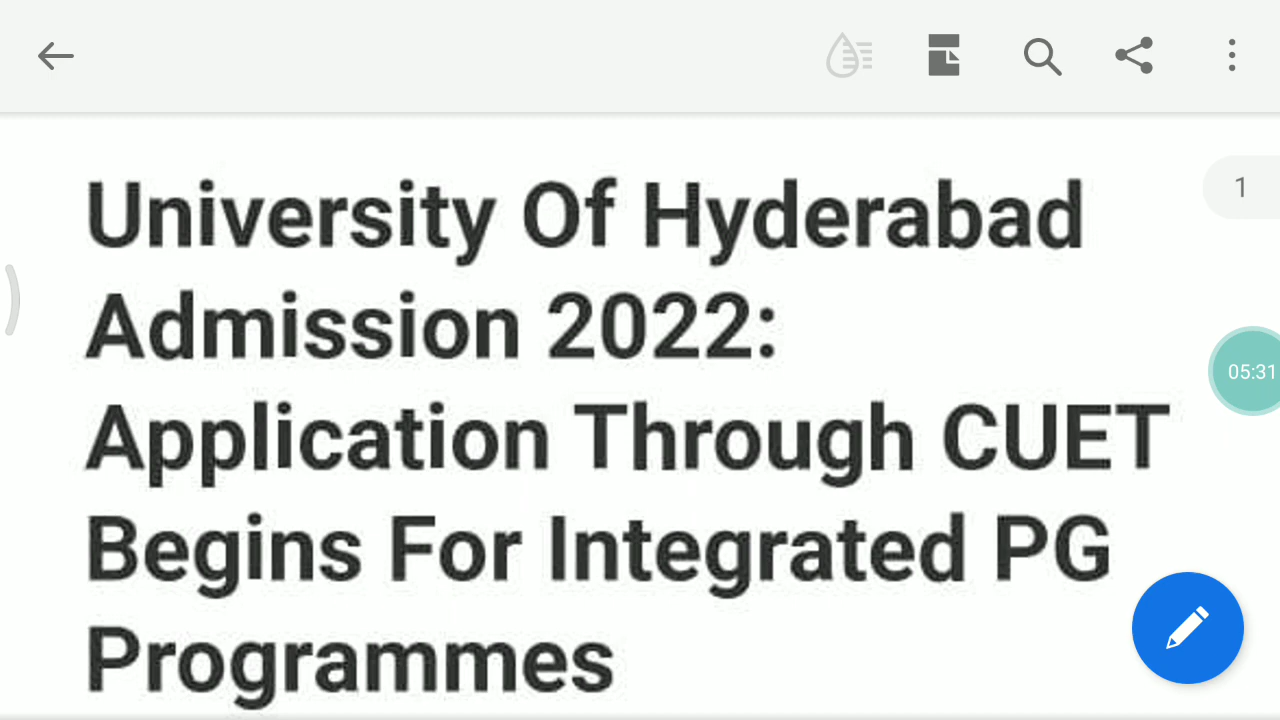 1
University Of Hyderabad
Admission 2022:
05:31
Application Through CUET
Begins For Integrated PG
Programmes